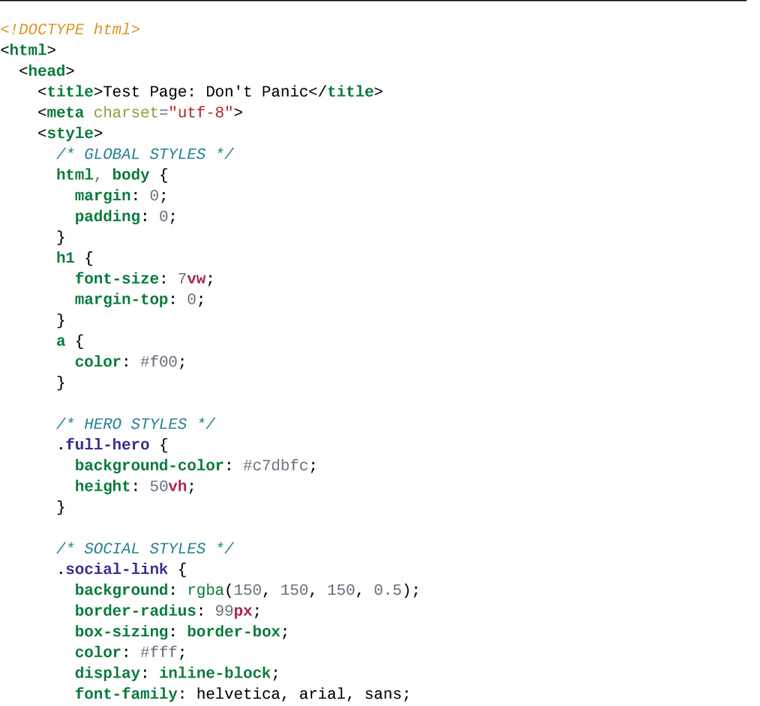 <!DOCTYPE html>
<html>
  <head>
    <title>Test Page: Don't Panic</title>
    <meta charset="utf-8">
    <style>
      /* GLOBAL STYLES */
      html, body {
        margin: 0;
        padding: 0;
      }
      h1 {
        font-size: 7vw;
        margin-top: 0;
      }
      a {
        color: #f00;
      }

      /* HERO STYLES */
      .full-hero {
        background-color: #c7dbfc;
        height: 50vh;
      }

      /* SOCIAL STYLES */
      .social-link {
        background: rgba(150, 150, 150, 0.5);
        border-radius: 99px;
        box-sizing: border-box;
        color: #fff;
        display: inline-block;
        font-family: helvetica, arial, sans;